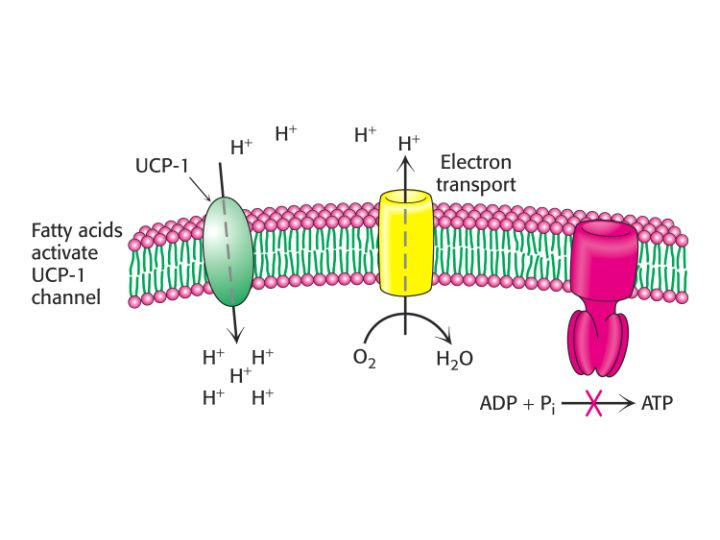 H⁺ H⁺ H⁺ H⁺
UCP-1
Electron
transport
Fatty acids
activate
UCP-1
channel
H⁺ H⁺
H⁺
H⁺ H⁺
O₂ H₂O
ADP + Pᵢ ATP